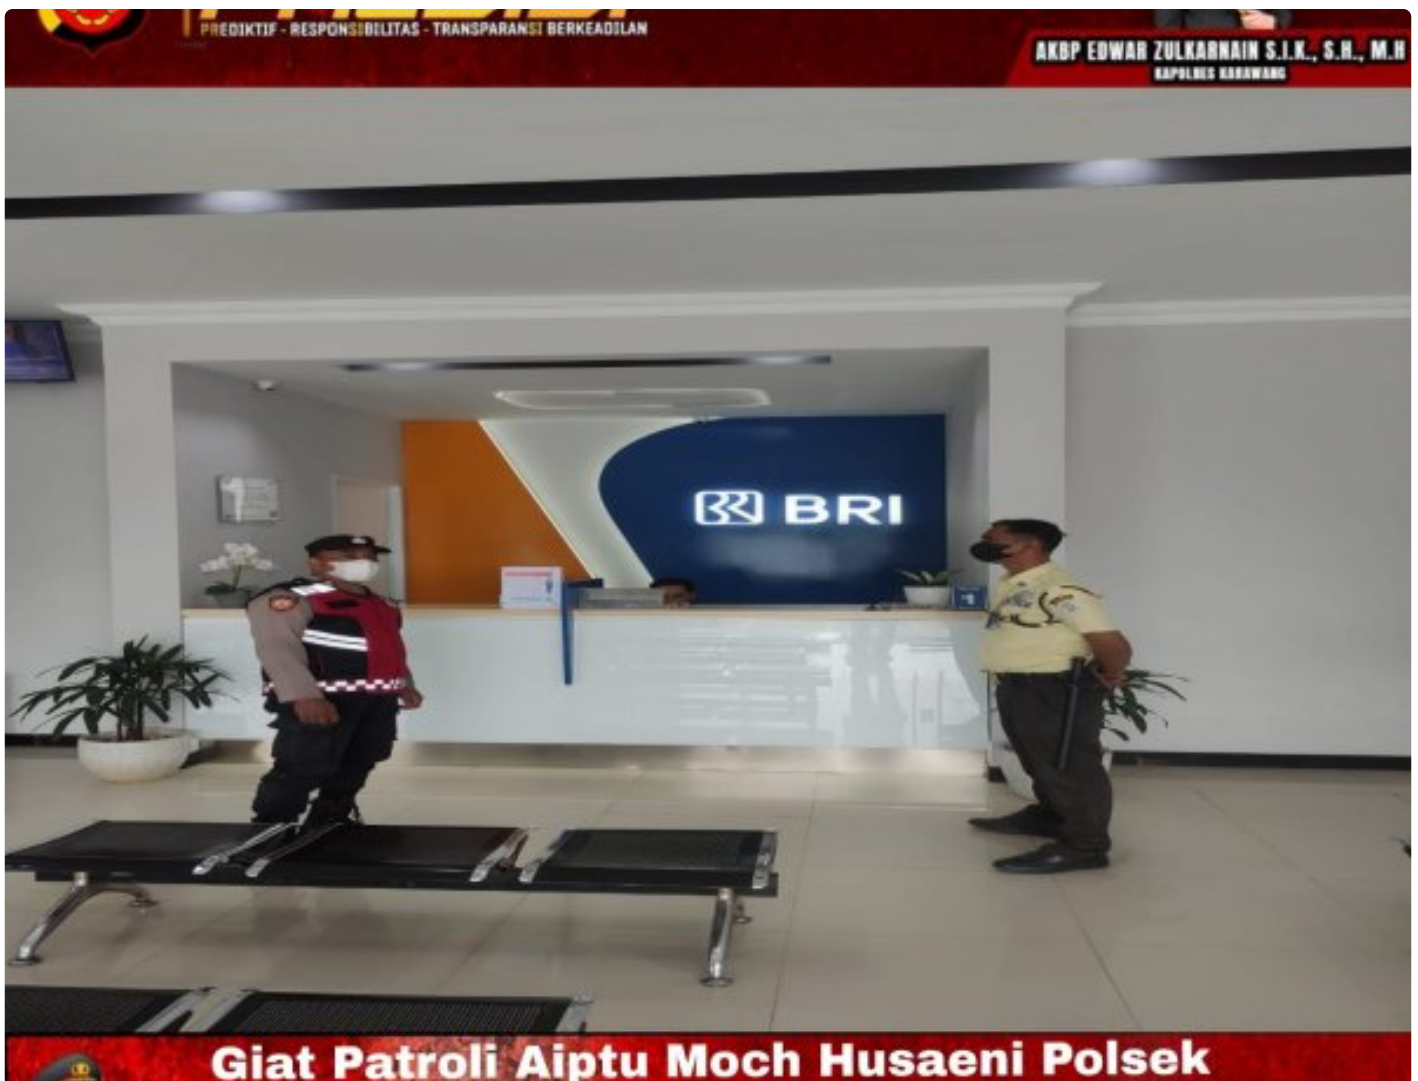 PREDIKTIF - RESPONSIBILITAS - TRANSPARANSI BERKEADILAN
AKBP EDWAR ZULKARNAIN S.I.K., S.H., M.H
KAPOLRES KARAWANG
BRI
Giat Patroli Aiptu Moch Husaeni Polsek